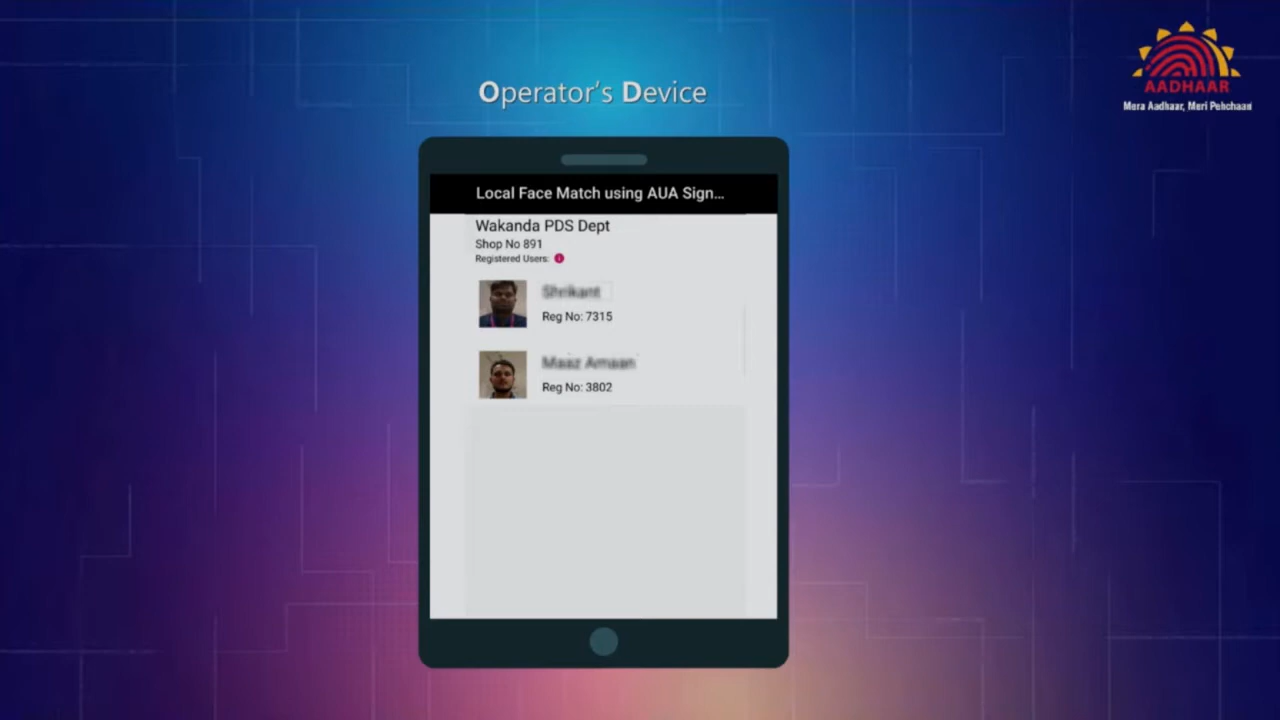 AADHAAR
Mera Aadhaar, Meri Pehchaan
Operator's Device
Local Face Match using AUA Sign...
Wakanda PDS Dept
Shop No 891
Registered Users:
Reg No: 7315
Reg No: 3802